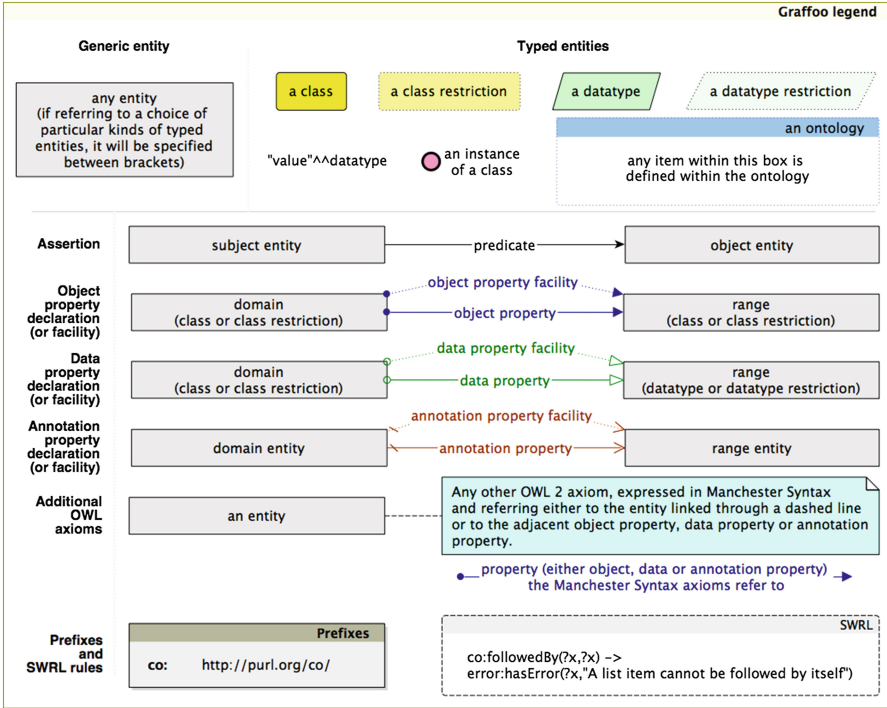 Graffoo legend
Generic entity
Typed entities
any entity
(if referring to a choice of
particular kinds of typed
entities, it will be specified
between brackets)
a class
a class restriction
a datatype
a datatype restriction
"value"^^datatype
an instance
of a class
an ontology
any item within this box is
defined within the ontology
Assertion
subject entity
predicate
object entity
Object
property
declaration
(or facility)
domain
(class or class restriction)
object property facility
object property
range
(class or class restriction)
Data
property
declaration
(or facility)
domain
(class or class restriction)
data property facility
data property
range
(datatype or datatype restriction)
Annotation
property
declaration
(or facility)
domain entity
annotation property facility
annotation property
range entity
Additional
OWL
axioms
an entity
Any other OWL 2 axiom, expressed in Manchester Syntax
and referring either to the entity linked through a dashed line
or to the adjacent object property, data property or annotation
property.
property (either object, data or annotation property)
the Manchester Syntax axioms refer to
Prefixes
and
SWRL rules
Prefixes
co: http://purl.org/co/
SWRL
co:followedBy(?x,?x) ->
error:hasError(?x,"A list item cannot be followed by itself")